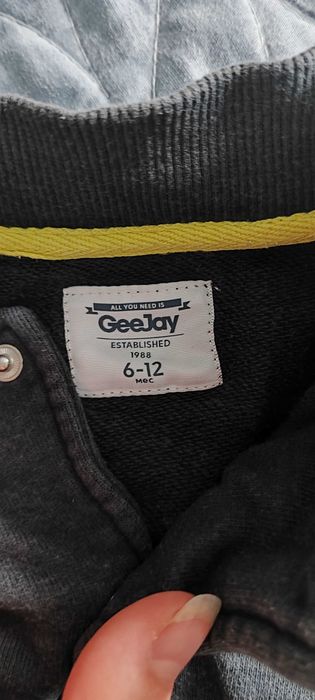 ALL YOU NEED IS
GeeJay
ESTABLISHED
1988
6-12
мес